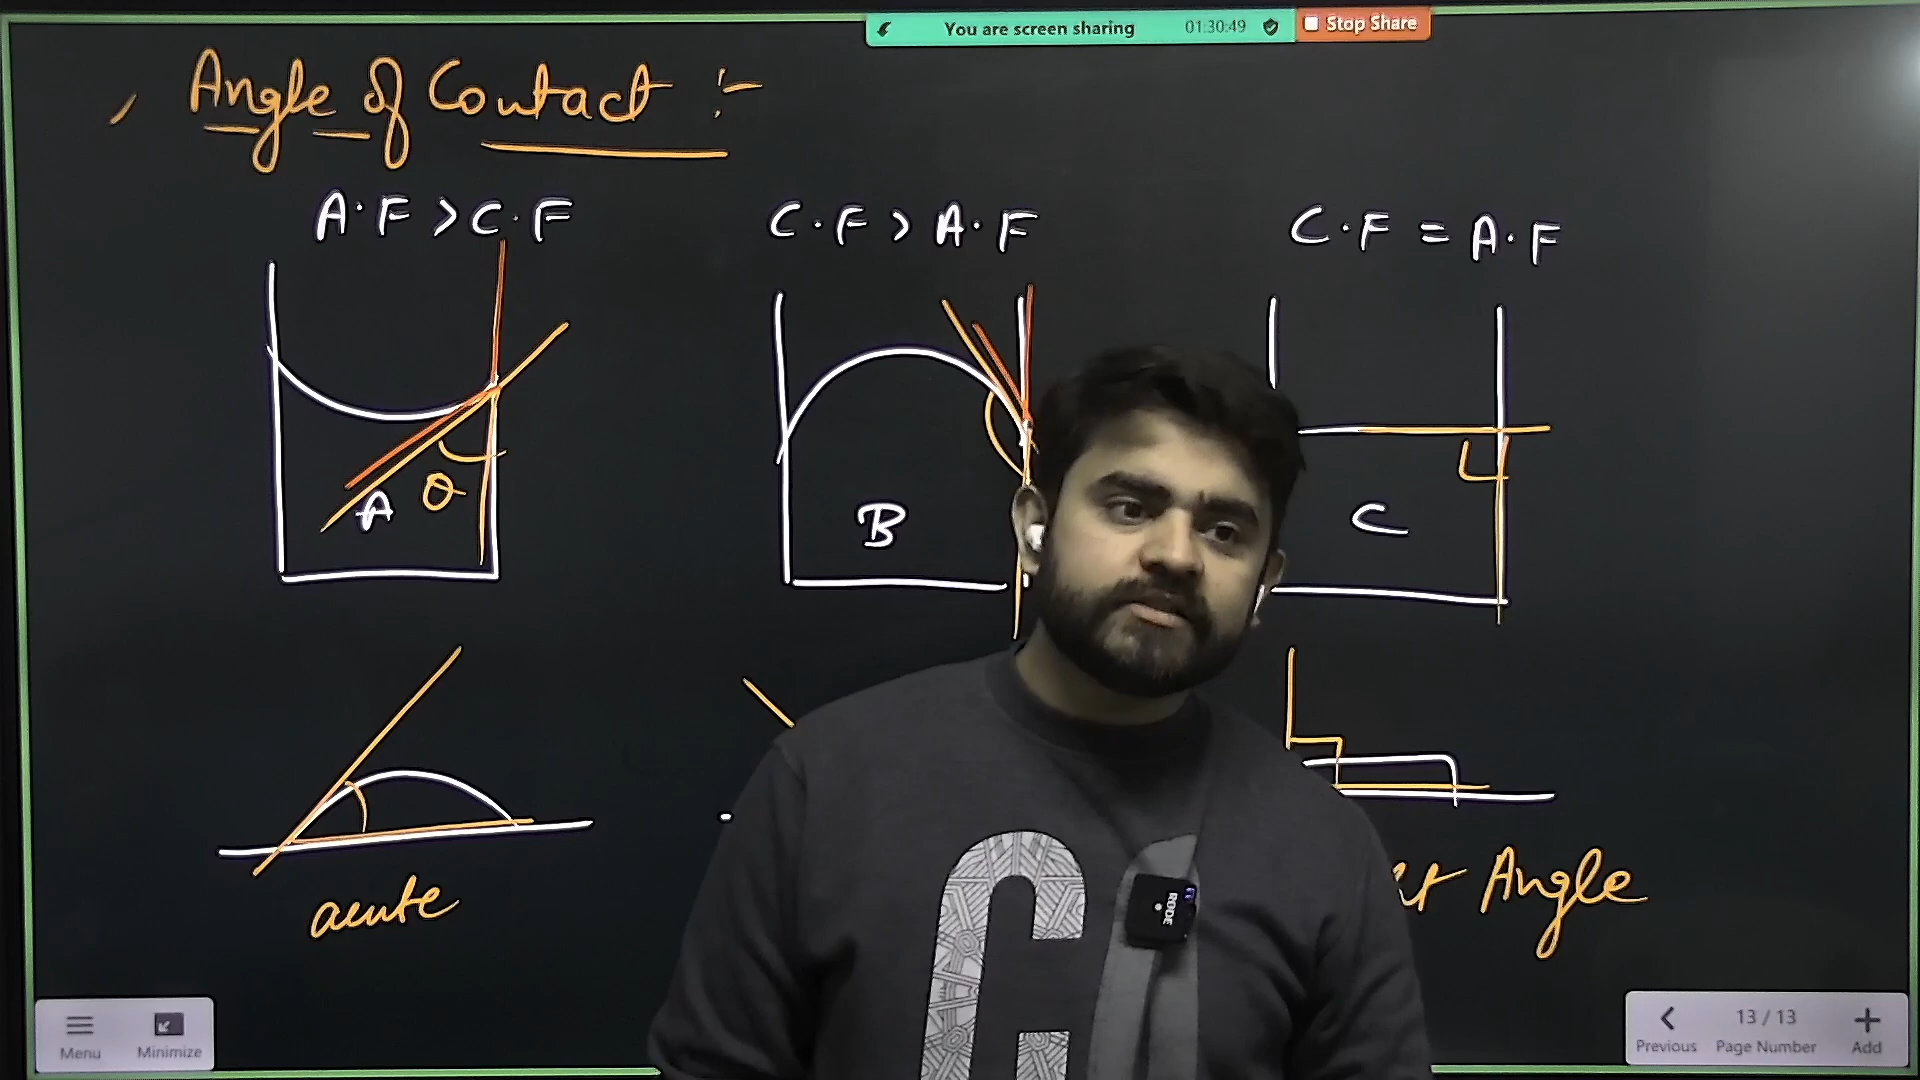 You are screen sharing 01:30:49 Stop Share
Angle of Contact :-
A.F > C.F
C.F > A.F
C.F = A.F
θ
A
B
C
acute
Angle
RODE
Menu
Minimize
Previous
13 / 13
Page Number
Add